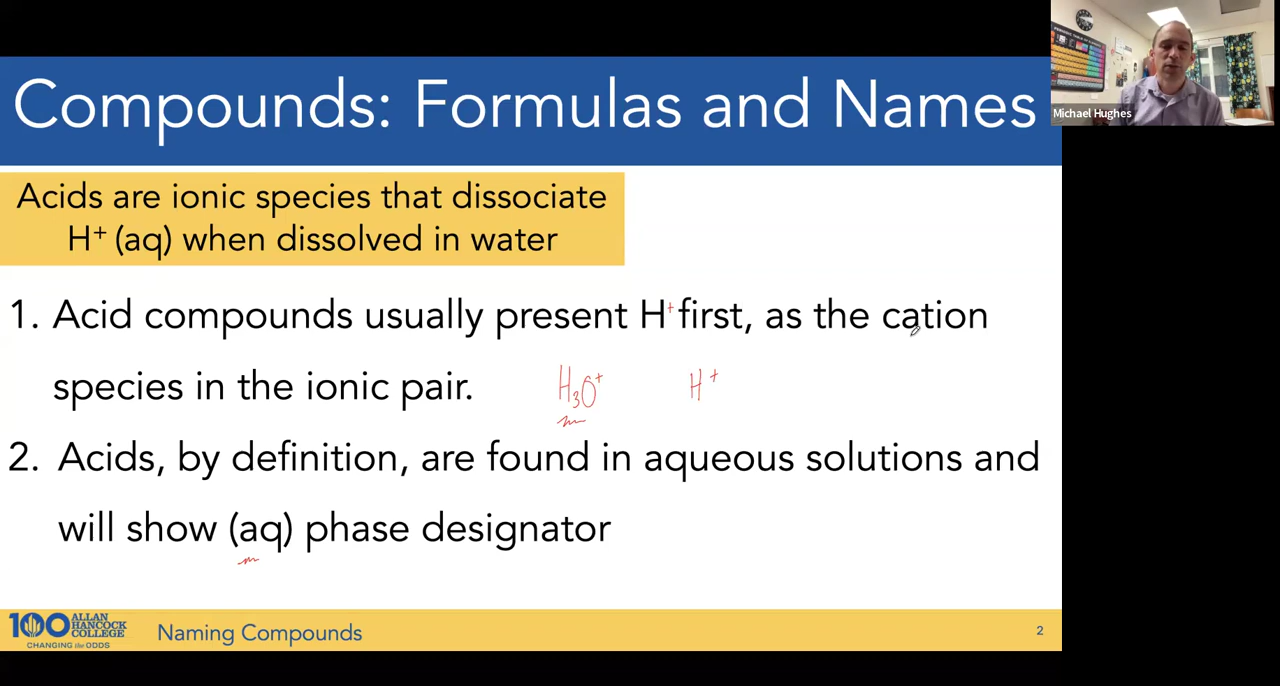 Compounds: Formulas and Names
Michael Hughes
Acids are ionic species that dissociate
H⁺ (aq) when dissolved in water
1. Acid compounds usually present H⁺ first, as the cation
species in the ionic pair.
H₃O⁺ H⁺
2. Acids, by definition, are found in aqueous solutions and
will show (aq) phase designator
100 ALLAN
HANCOCK
COLLEGE
CHANGING the ODDS
Naming Compounds
2